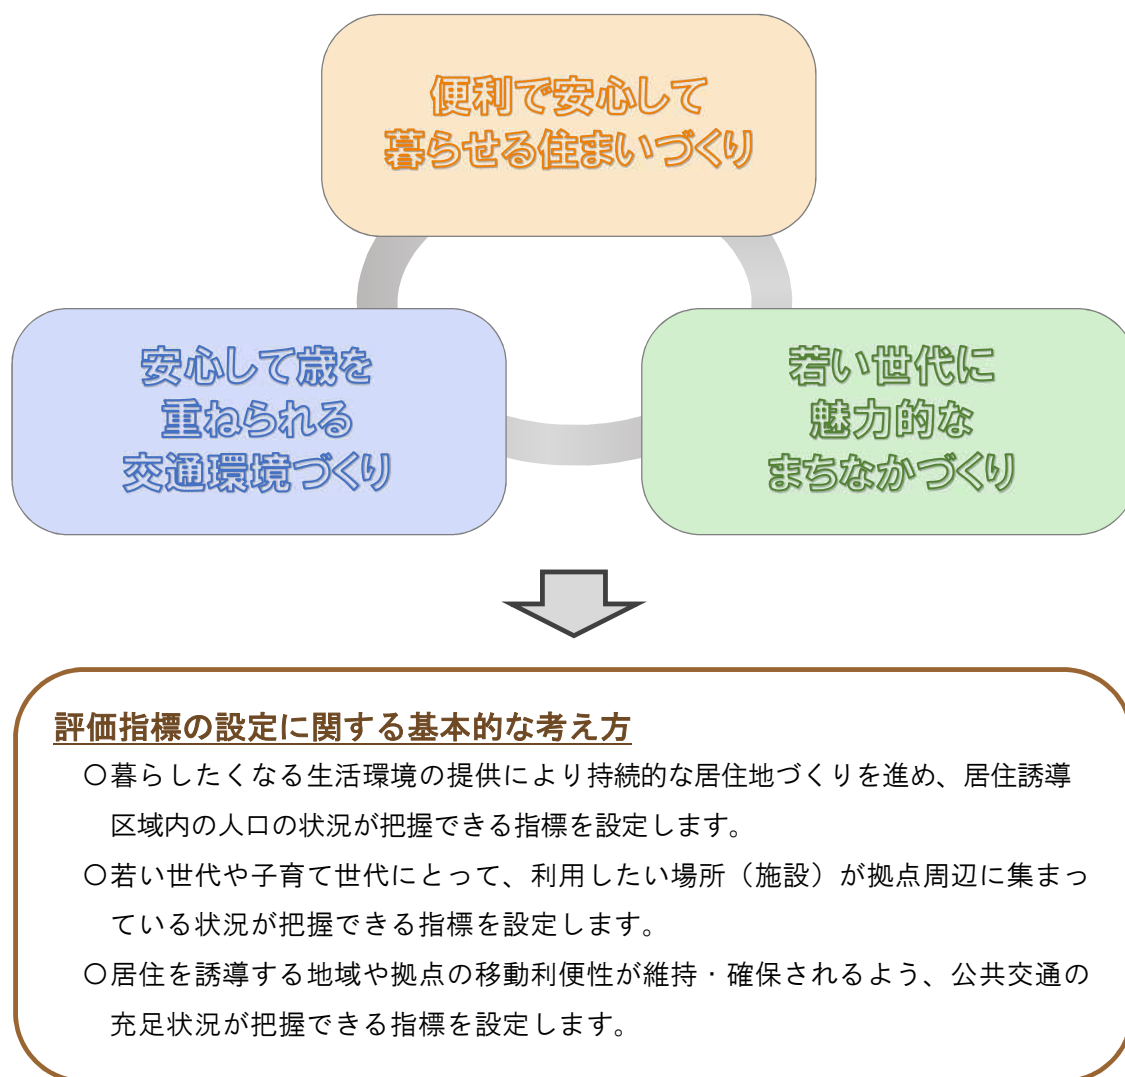 便利で安心して
暮らせる住まいづくり
安心して歳を
重ねられる
交通環境づくり
若い世代に
魅力的な
まちなかづくり
評価指標の設定に関する基本的な考え方
〇暮らしたくなる生活環境の提供により持続的な居住地づくりを進め、居住誘導
区域内の人口の状況が把握できる指標を設定します。
〇若い世代や子育て世代にとって、利用したい場所（施設）が拠点周辺に集まっ
ている状況が把握できる指標を設定します。
〇居住を誘導する地域や拠点の移動利便性が維持・確保されるよう、公共交通の
充足状況が把握できる指標を設定します。